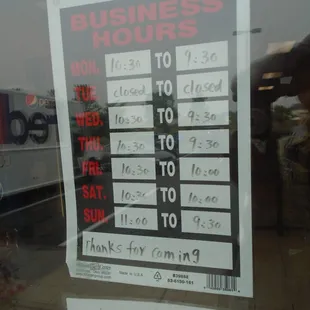 BUSINESS
HOURS
MON. 10:30 TO 9:30
TUE. closed TO closed
WED. 10:30 TO 9:30
THU. 10:30 TO 9:30
FRI. 10:30 TO 10:00
SAT. 10:30 TO 10:00
SUN. 11:00 TO 9:30
Thanks for coming
MADE IN U.S.A.